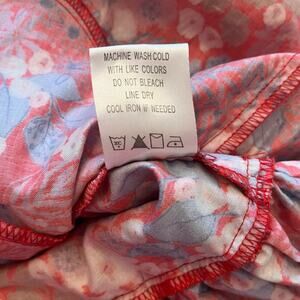 MACHINE WASH COLD
WITH LIKE COLORS
DO NOT BLEACH
LINE DRY
COOL IRON IF NEEDED